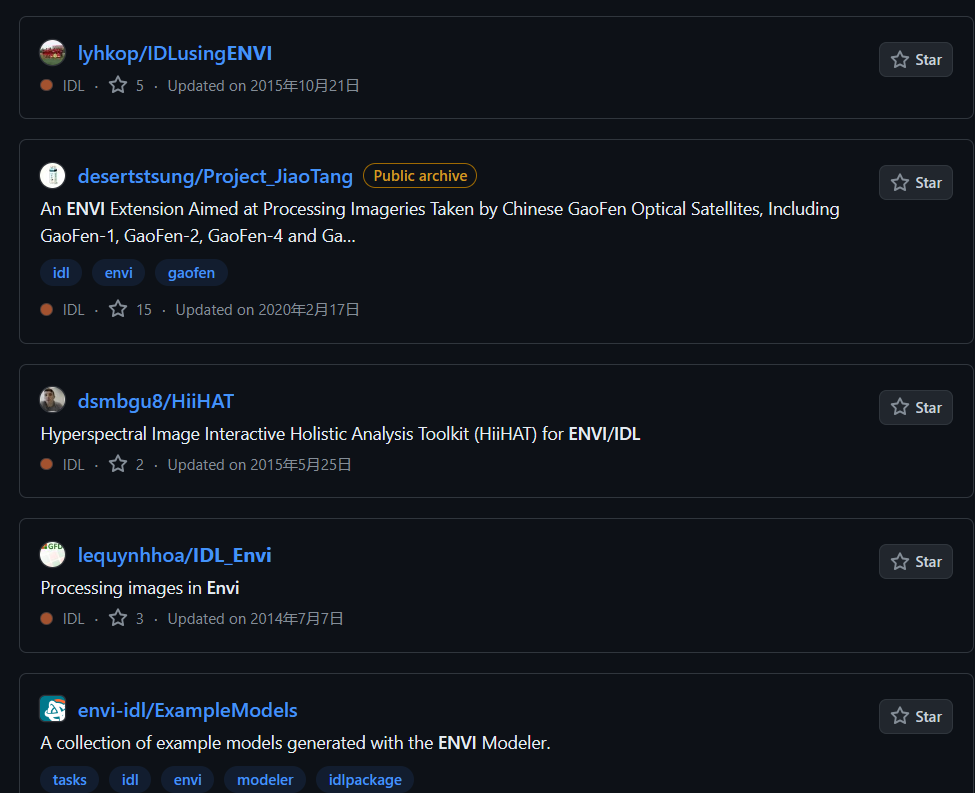 lyhkop/IDLusingENVI
Star
IDL · 5 · Updated on 2015年10月21日
desertstsung/Project_JiaoTang Public archive
Star
An ENVI Extension Aimed at Processing Imageries Taken by Chinese GaoFen Optical Satellites, Including
GaoFen-1, GaoFen-2, GaoFen-4 and Ga...
idl envi gaofen
IDL · 15 · Updated on 2020年2月17日
dsmbgu8/HiiHAT
Star
Hyperspectral Image Interactive Holistic Analysis Toolkit (HiiHAT) for ENVI/IDL
IDL · 2 · Updated on 2015年5月25日
lequynhhoa/IDL_Envi
Star
Processing images in Envi
IDL · 3 · Updated on 2014年7月7日
envi-idl/ExampleModels
Star
A collection of example models generated with the ENVI Modeler.
tasks idl envi modeler idlpackage